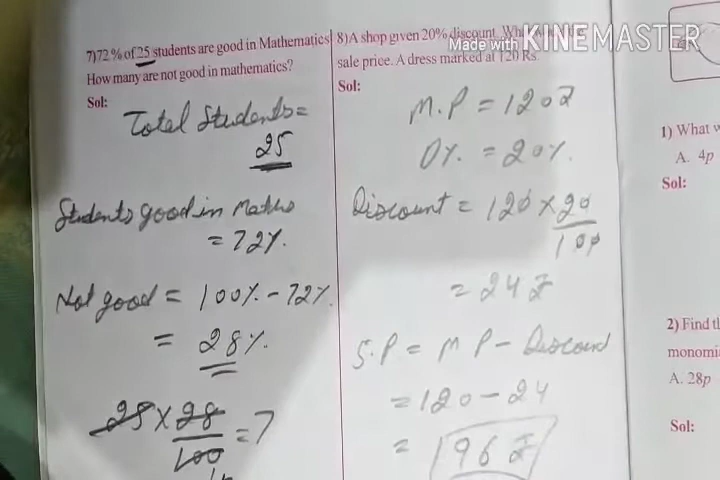 Made with KINEMASTER
7)72 % of 25 students are good in Mathematics
How many are not good in mathematics?
Sol:
Total Students =
25
Students good in Maths
= 72%.
Not good = 100% - 72%
= 28%.
25 × 28
100
= 7
8)A shop given 20% discount.
sale price. A dress marked at 120 Rs.
Sol:
M.P = 120₹
D%. = 20%.
Discount = 120 × 20
100
= 24₹
S.P = M P - Discount
= 120 - 24
= 96₹
1) What
A. 4p
Sol:
2) Find
monomi
A. 28p
Sol: